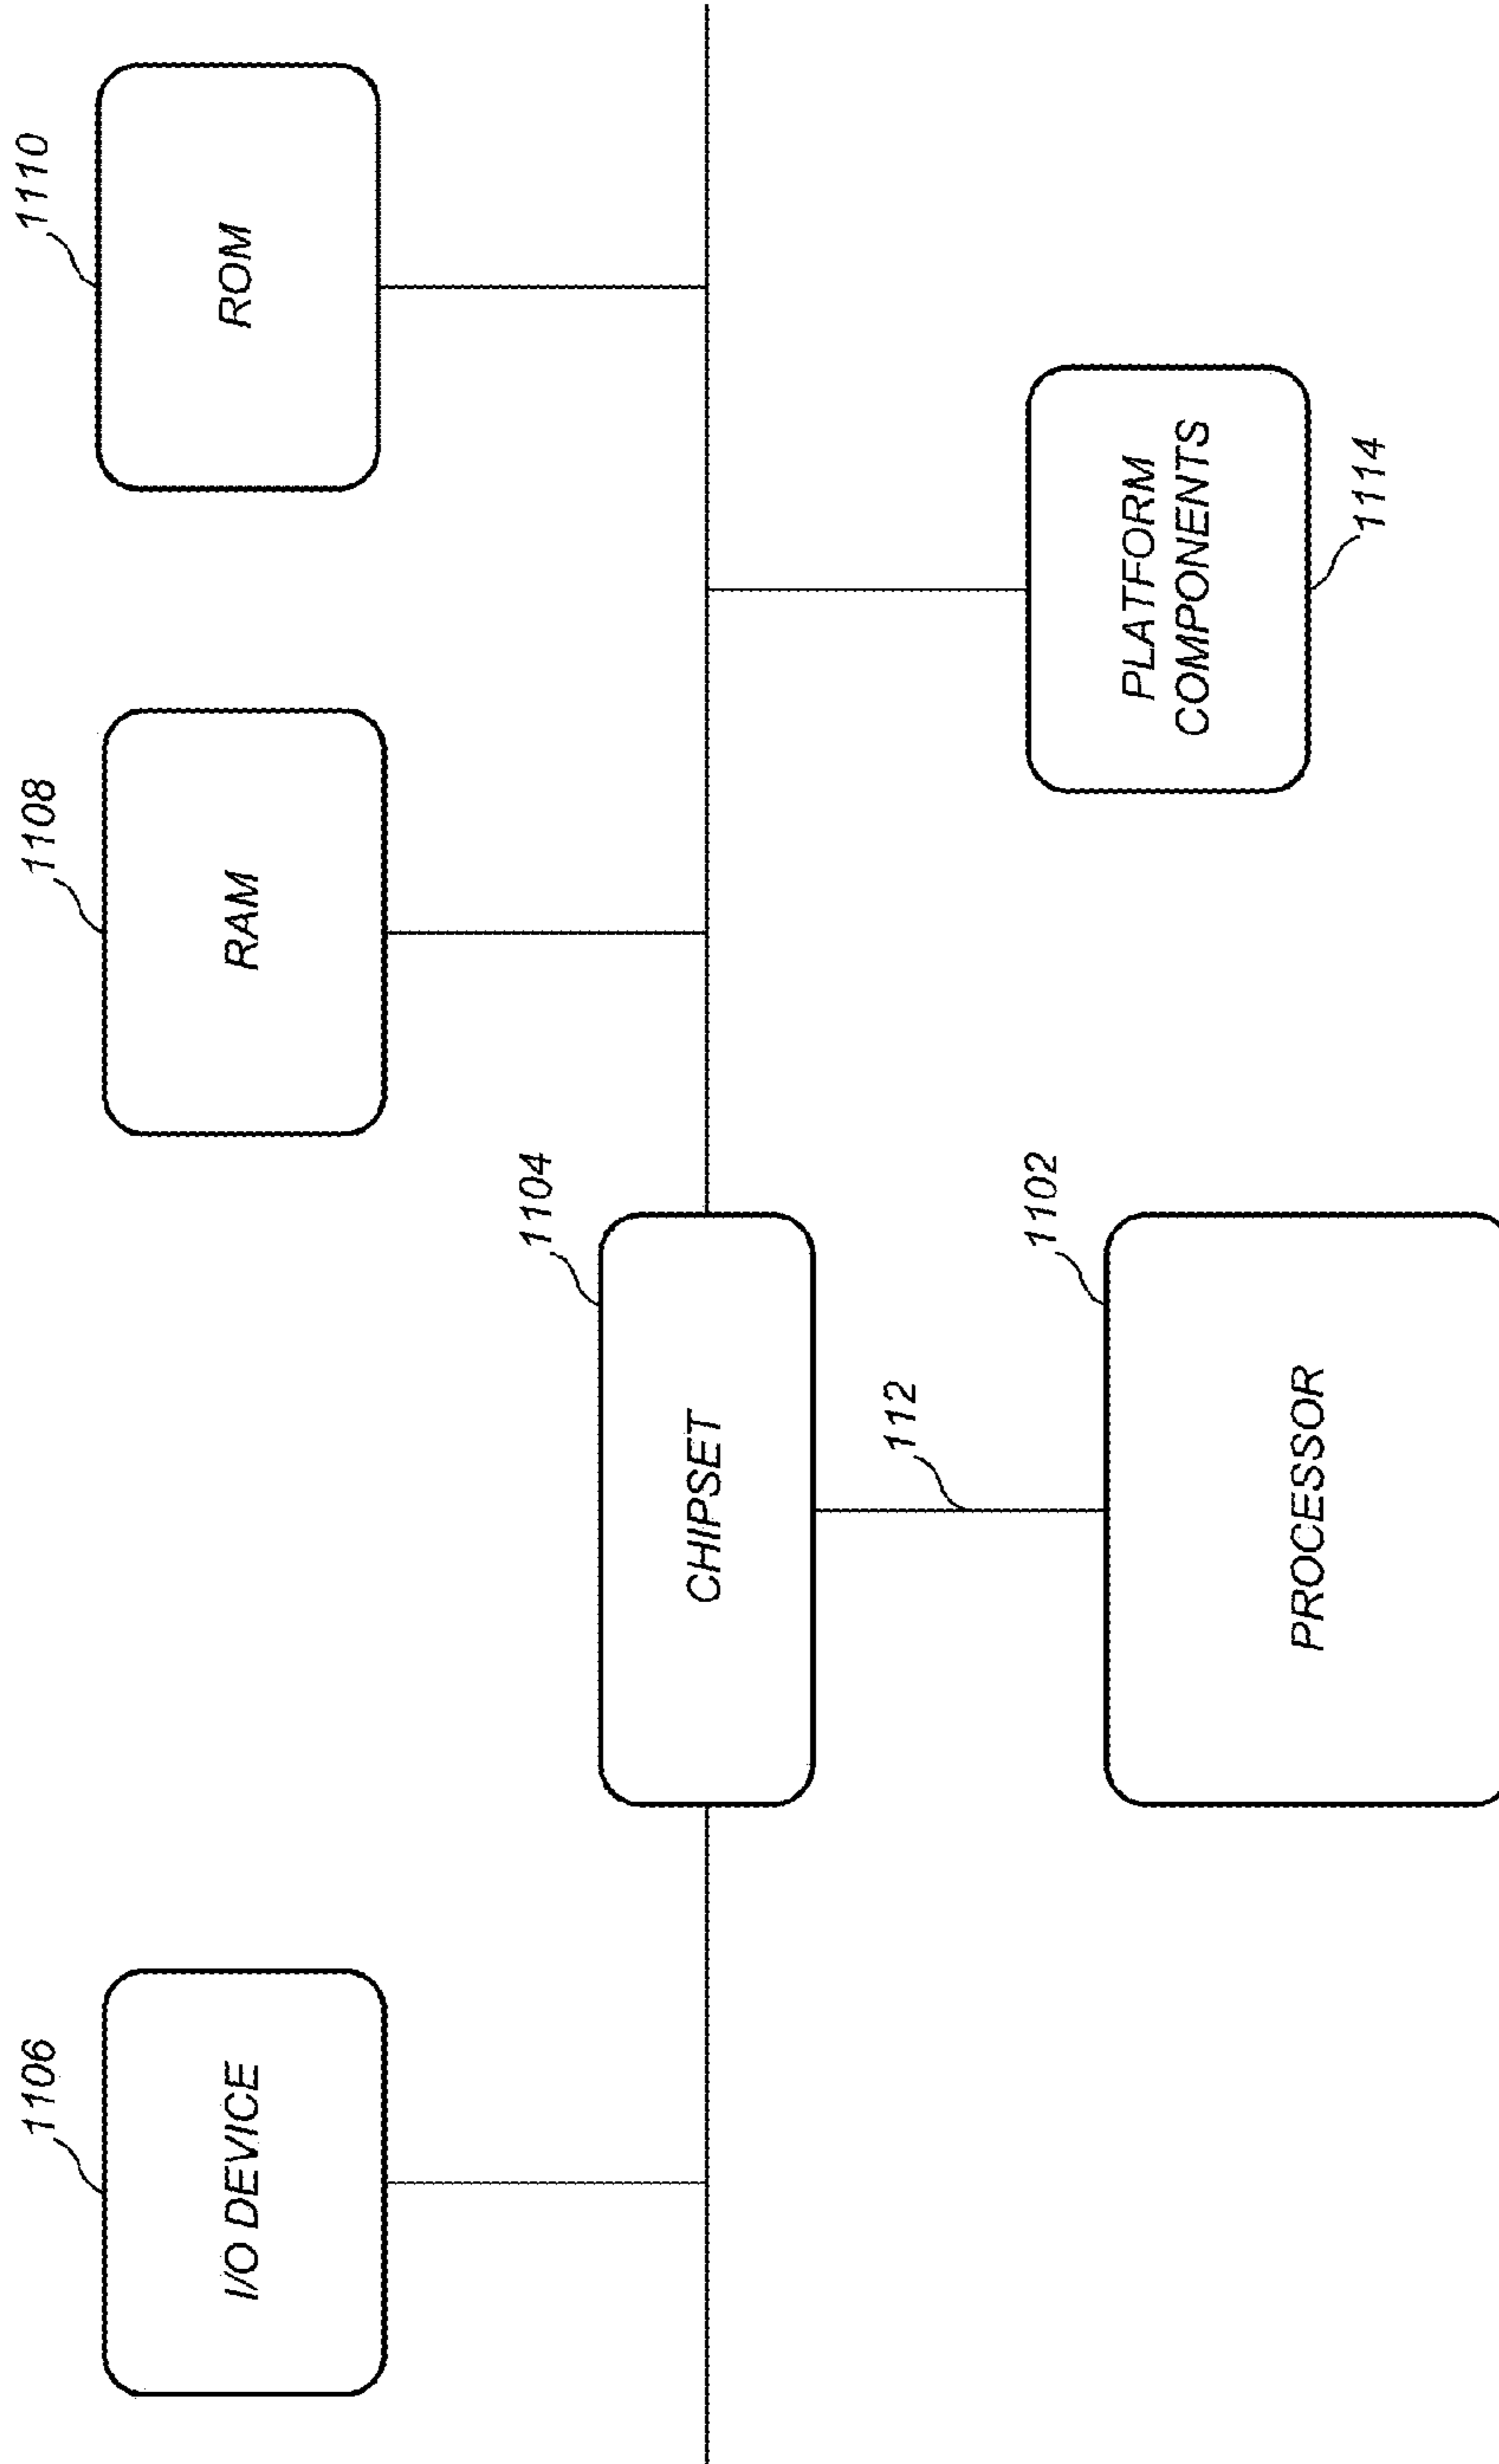 1106
I/O DEVICE
1108
RAM
1110
ROM
1104
CHIPSET
112
1102
PROCESSOR
PLATFORM
COMPONENTS
1114